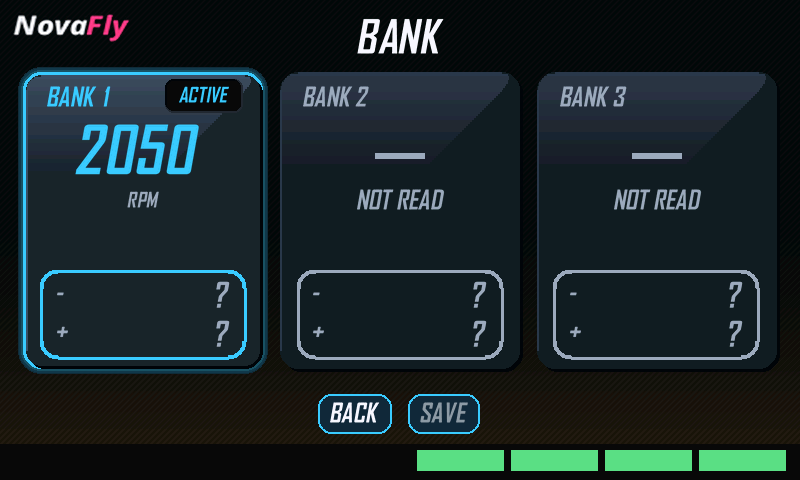 NovaFly
BANK
BANK 1
ACTIVE
2050
RPM
- ?
+ ?
BANK 2
—
NOT READ
- ?
+ ?
BANK 3
—
NOT READ
- ?
+ ?
BACK
SAVE